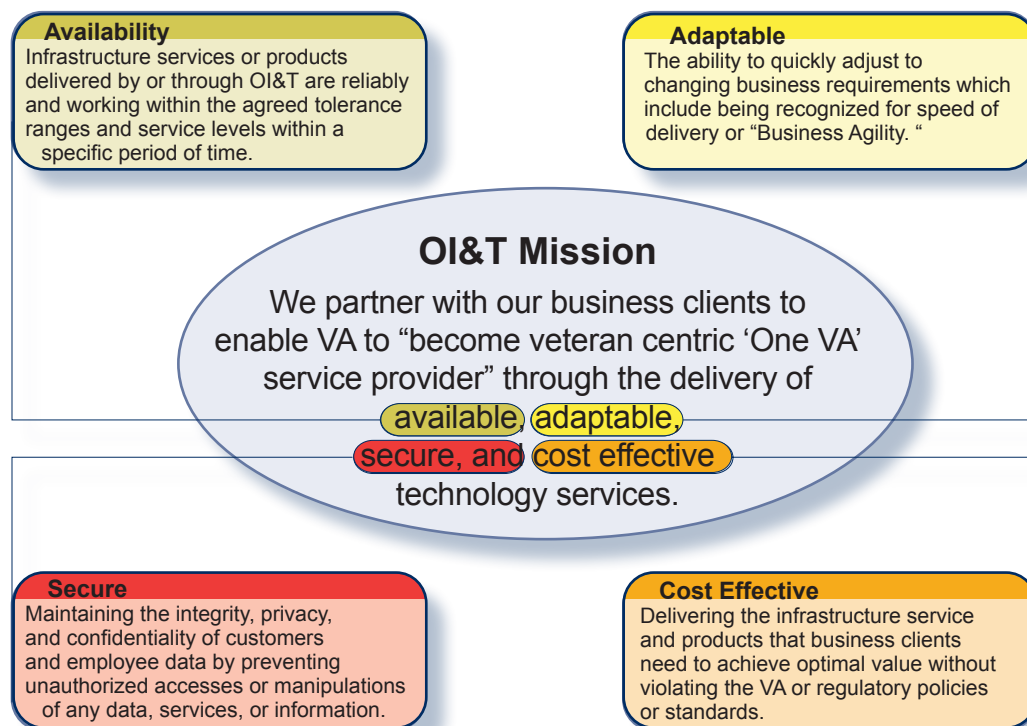 Availability
Infrastructure services or products
delivered by or through OI&T are reliably
and working within the agreed tolerance
ranges and service levels within a
specific period of time.
Adaptable
The ability to quickly adjust to
changing business requirements which
include being recognized for speed of
delivery or “Business Agility. “
OI&T Mission
We partner with our business clients to
enable VA to “become veteran centric ‘One VA’
service provider” through the delivery of
available, adaptable,
secure, and cost effective
technology services.
Secure
Maintaining the integrity, privacy,
and confidentiality of customers
and employee data by preventing
unauthorized accesses or manipulations
of any data, services, or information.
Cost Effective
Delivering the infrastructure service
and products that business clients
need to achieve optimal value without
violating the VA or regulatory policies
or standards.